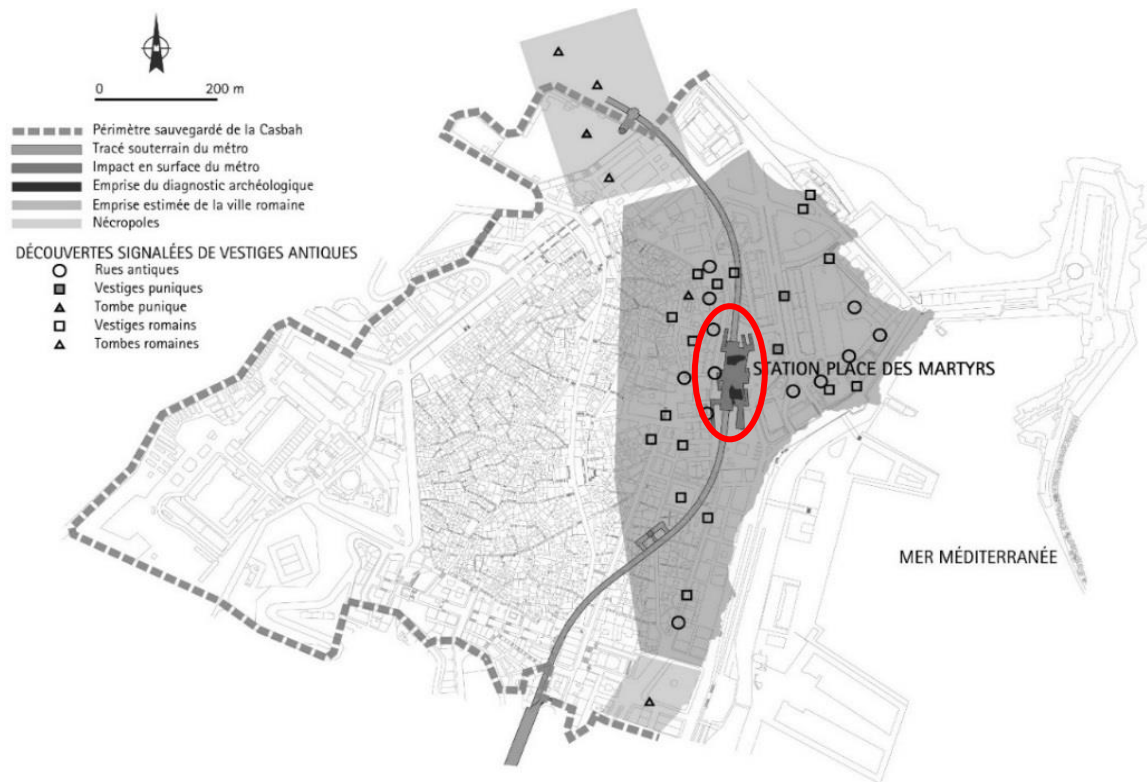 0 200 m
Périmètre sauvegardé de la Casbah
Tracé souterrain du métro
Impact en surface du métro
Emprise du diagnostic archéologique
Emprise estimée de la ville romaine
Nécropoles
DÉCOUVERTES SIGNALÉES DE VESTIGES ANTIQUES
Rues antiques
Vestiges puniques
Tombe punique
Vestiges romains
Tombes romaines
STATION PLACE DES MARTYRS
MER MÉDITERRANÉE